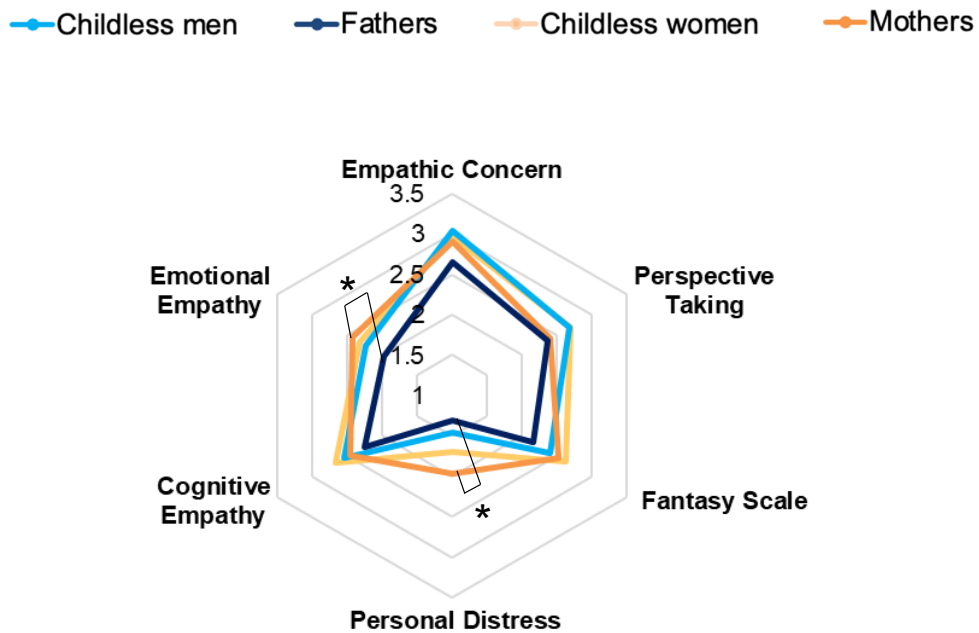 Childless men Fathers Childless women Mothers
Empathic Concern
3.5
3
2.5
2
1.5
1
Emotional
Empathy
*
Perspective
Taking
Cognitive
Empathy
Fantasy Scale
*
Personal Distress